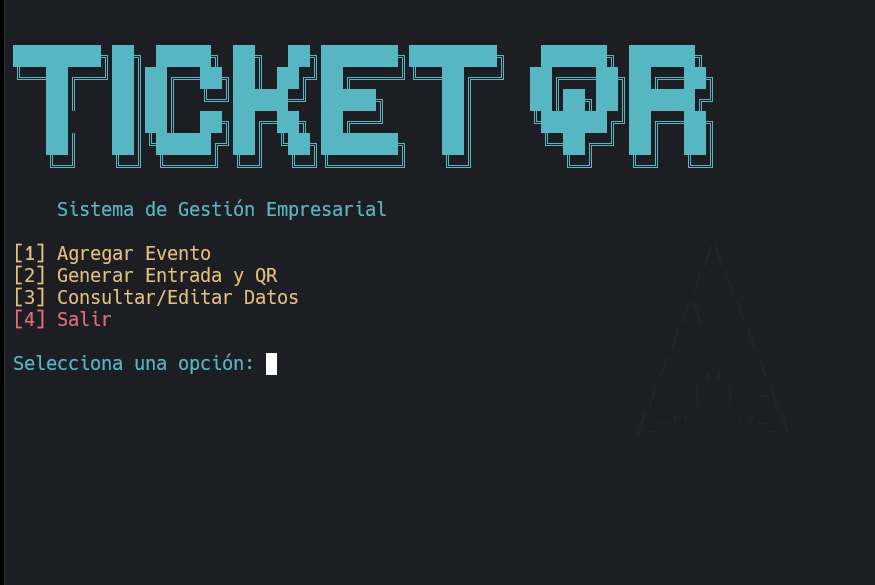 TICKET QR
Sistema de Gestión Empresarial
[1] Agregar Evento
[2] Generar Entrada y QR
[3] Consultar/Editar Datos
[4] Salir
Selecciona una opción: